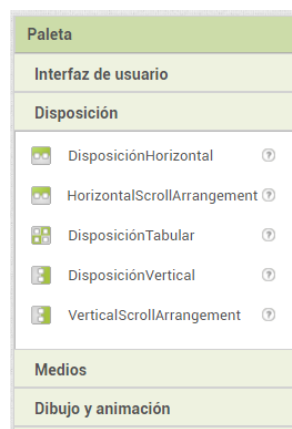 Paleta
Interfaz de usuario
Disposición
DisposiciónHorizontal ?
HorizontalScrollArrangement ?
DisposiciónTabular ?
DisposiciónVertical ?
VerticalScrollArrangement ?
Medios
Dibujo y animación